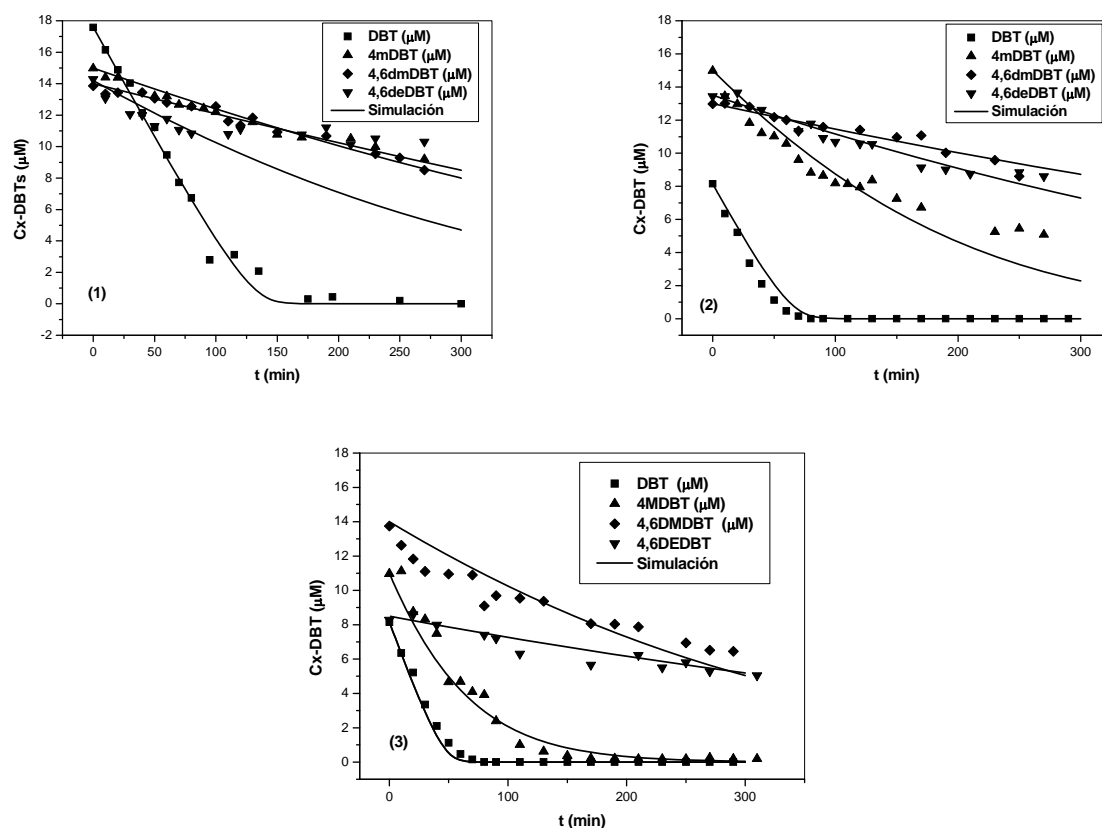 DBT (μM)
4mDBT (μM)
4,6dmDBT (μM)
4,6deDBT (μM)
Simulación
18
16
14
12
10
8
6
4
2
0
-2
Cx-DBTs (μM)
(1)
0 50 100 150 200 250 300
t (min)
DBT (μM)
4mDBT (μM)
4,6dmDBT (μM)
4,6deDBT (μM)
Simulación
18
16
14
12
10
8
6
4
2
0
Cx-DBT (μM)
(2)
0 100 200 300
t (min)
DBT (μM)
4MDBT (μM)
4,6DMDBT (μM)
4,6DEDBT
Simulación
18
16
14
12
10
8
6
4
2
0
Cx-DBT (μM)
(3)
0 100 200 300
t (min)